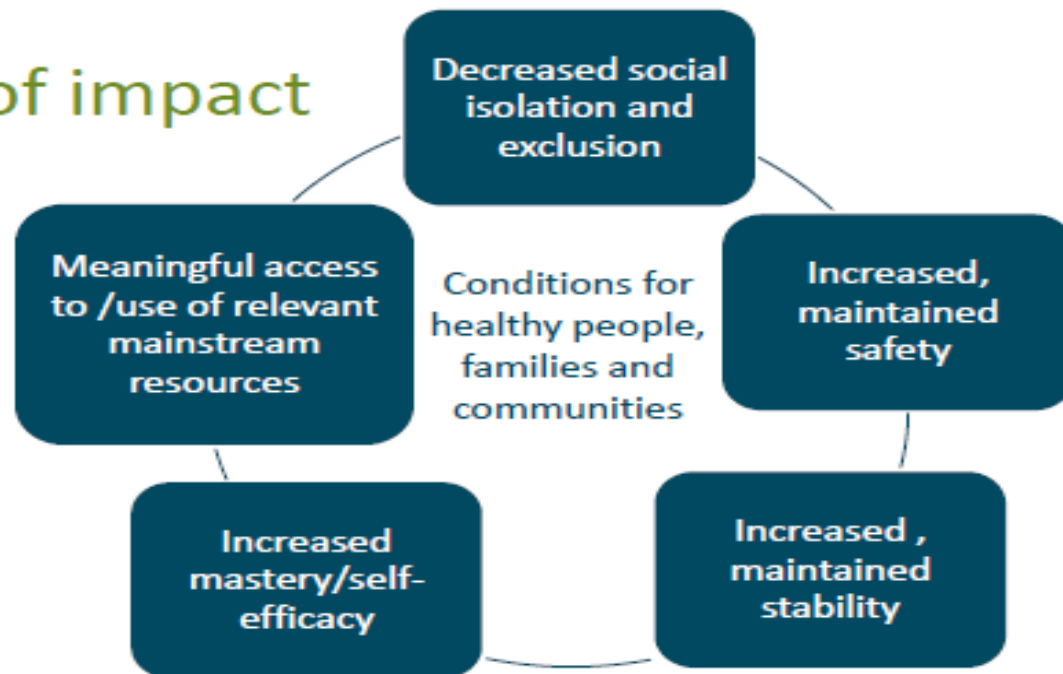 of impact
Decreased social
isolation and
exclusion
Meaningful access
to /use of relevant
mainstream
resources
Conditions for
healthy people,
families and
communities
Increased,
maintained
safety
Increased
mastery/self-
efficacy
Increased ,
maintained
stability